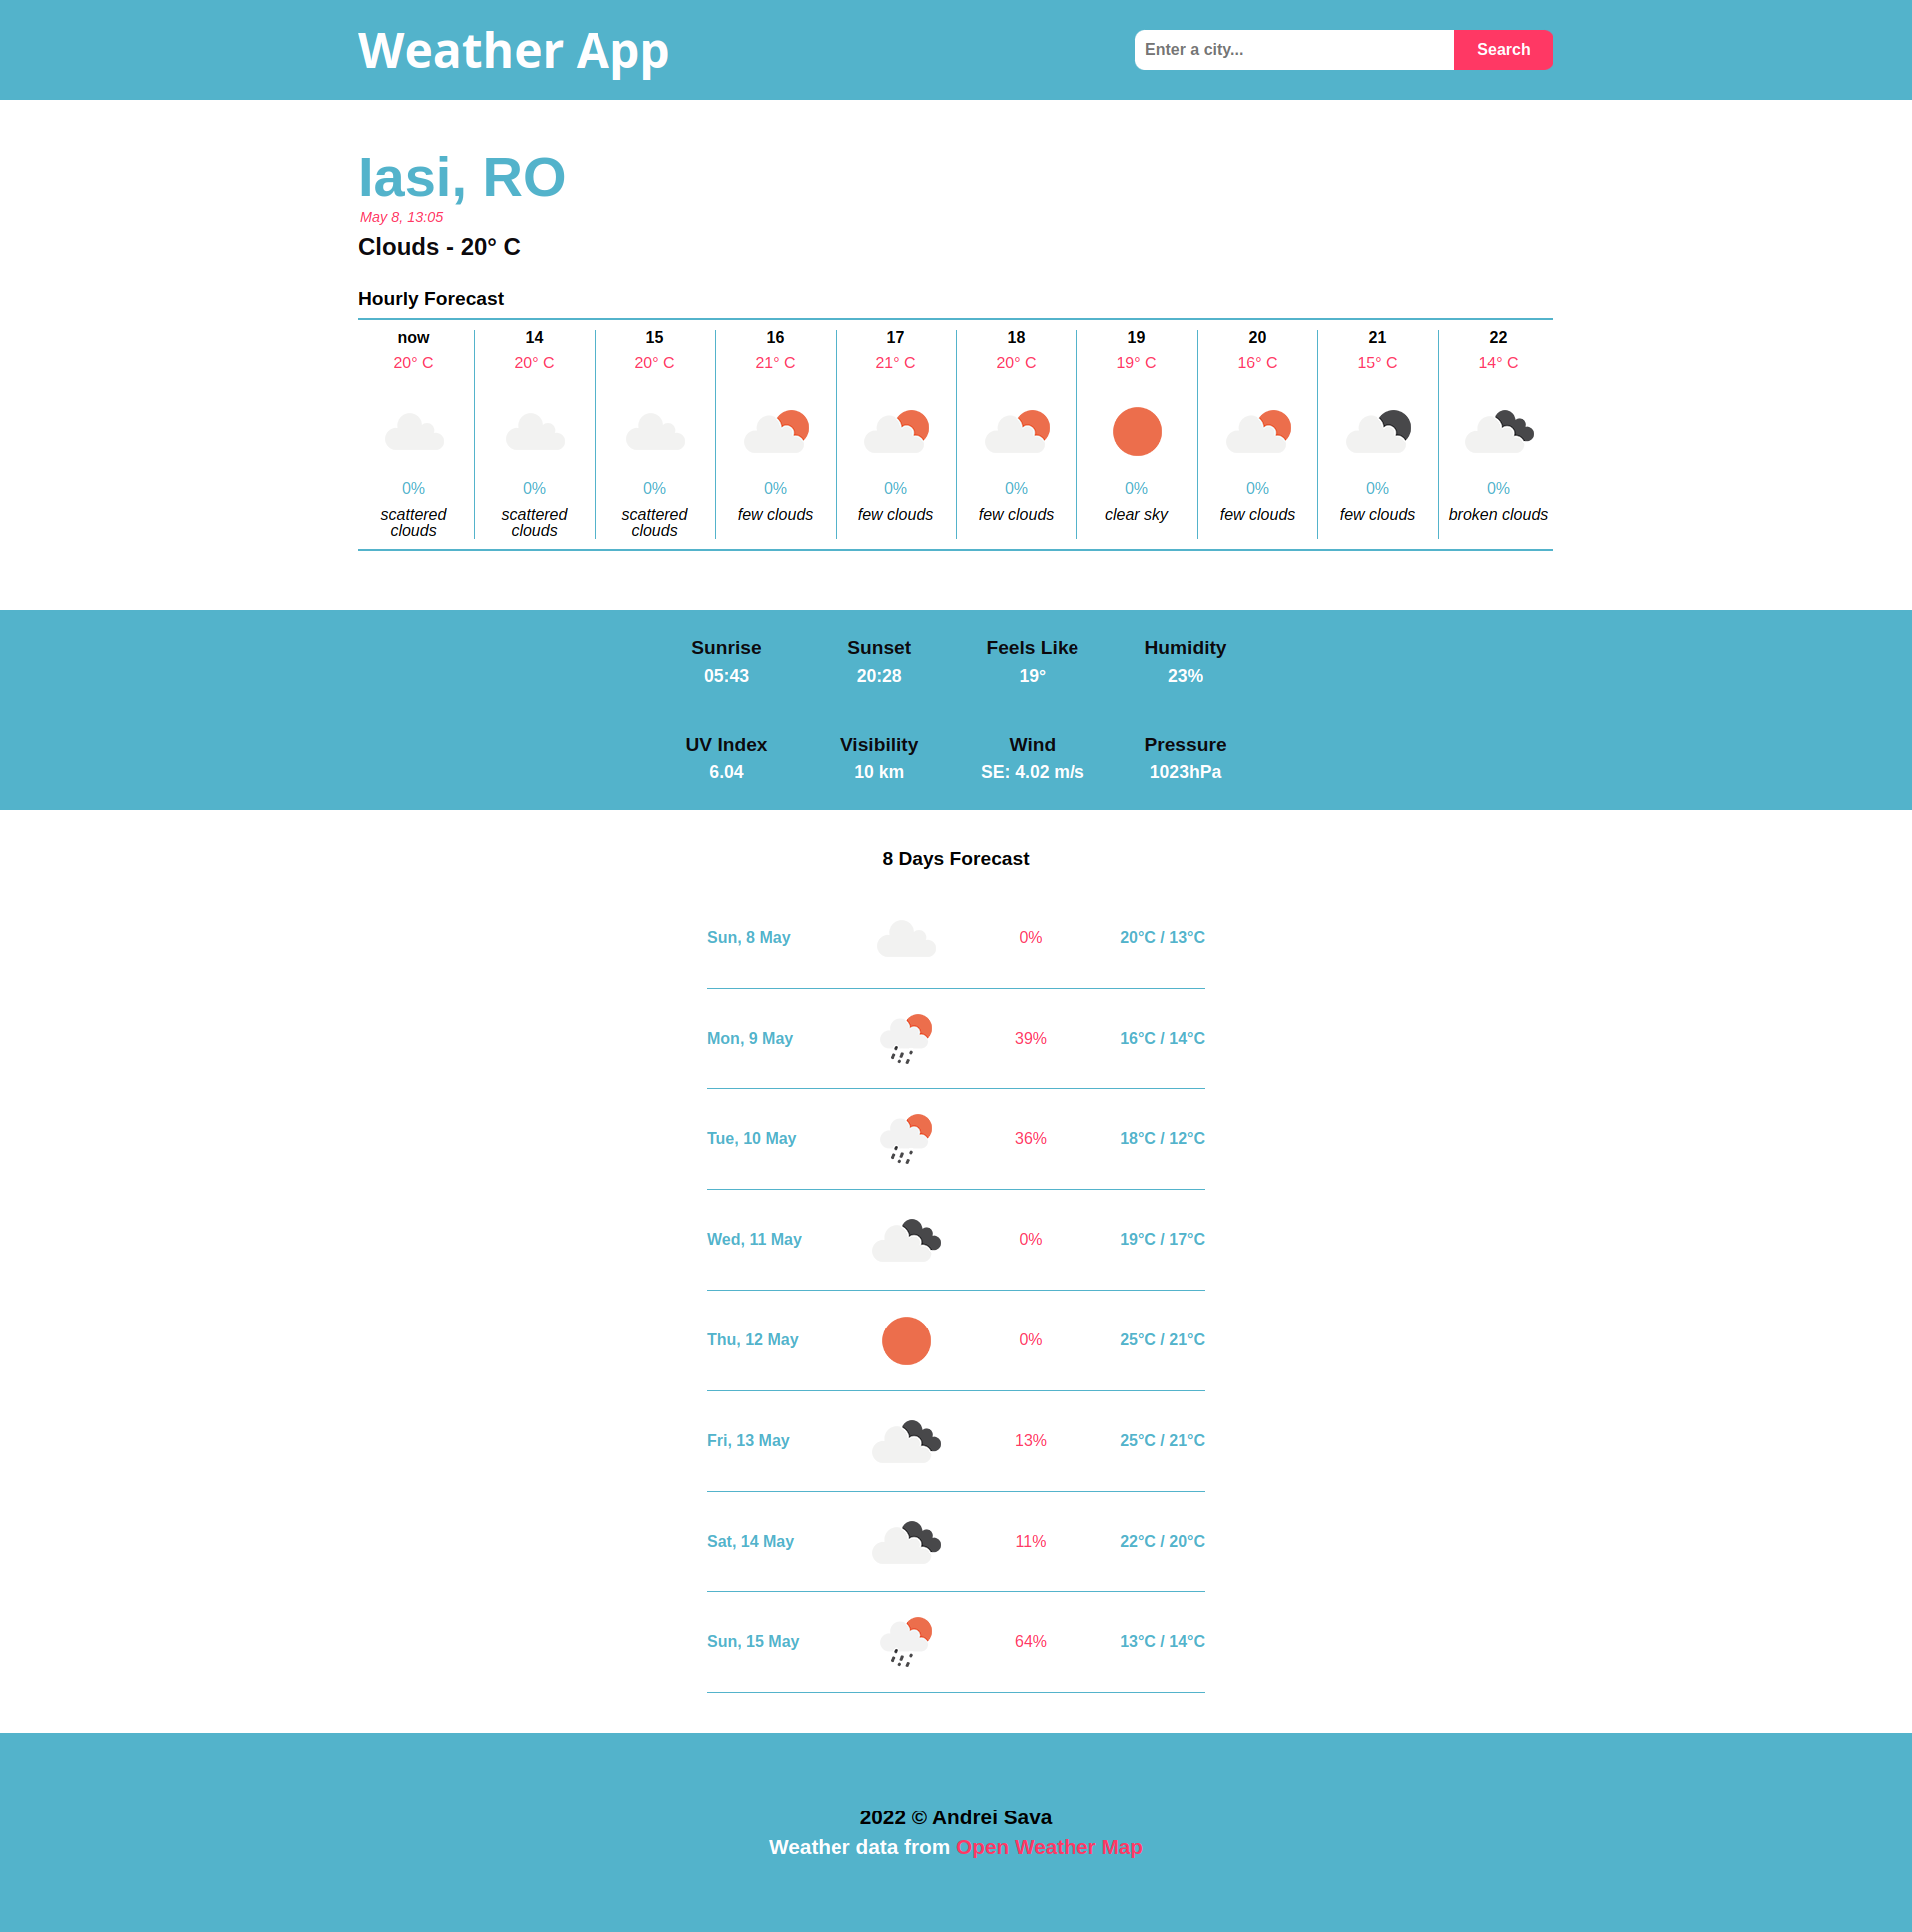 Weather App
Enter a city...
Search
Iasi, RO
May 8, 13:05
Clouds - 20° C
Hourly Forecast
now 14 15 16 17 18 19 20 21 22
20° C 20° C 20° C 21° C 21° C 20° C 19° C 16° C 15° C 14° C
0% 0% 0% 0% 0% 0% 0% 0% 0% 0%
scattered scattered scattered few clouds few clouds few clouds clear sky few clouds few clouds broken clouds
clouds clouds clouds
Sunrise Sunset Feels Like Humidity
05:43 20:28 19° 23%
UV Index Visibility Wind Pressure
6.04 10 km SE: 4.02 m/s 1023hPa
8 Days Forecast
Sun, 8 May 0% 20°C / 13°C
Mon, 9 May 39% 16°C / 14°C
Tue, 10 May 36% 18°C / 12°C
Wed, 11 May 0% 19°C / 17°C
Thu, 12 May 0% 25°C / 21°C
Fri, 13 May 13% 25°C / 21°C
Sat, 14 May 11% 22°C / 20°C
Sun, 15 May 64% 13°C / 14°C
2022 © Andrei Sava
Weather data from Open Weather Map